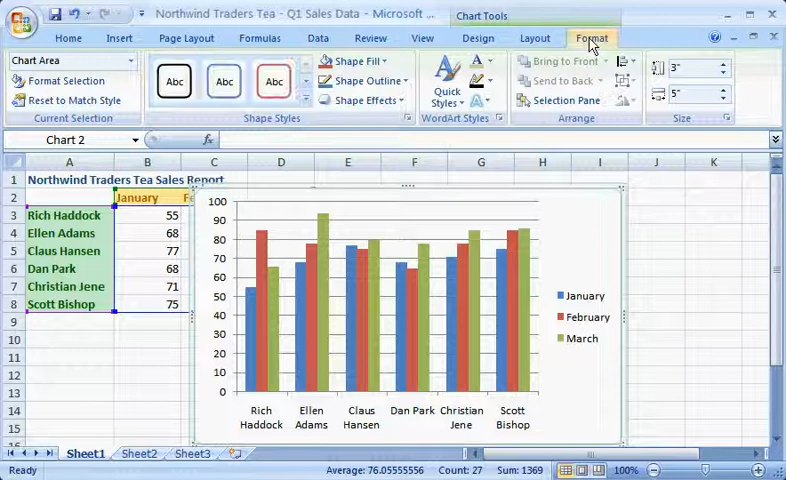 Northwind Traders Tea - Q1 Sales Data - Microsoft ...
Chart Tools
Home Insert Page Layout Formulas Data Review View Design Layout Format
Chart Area
Format Selection
Reset to Match Style
Current Selection
Abc Abc Abc
Shape Fill
Shape Outline
Shape Effects
Shape Styles
Quick
Styles
WordArt Styles
Bring to Front
Send to Back
Selection Pane
Arrange
3"
5"
Size
Chart 2
fx
A B C D E F G H I J K
1 Northwind Traders Tea Sales Report
2 January Fe
3 Rich Haddock 55
4 Ellen Adams 68
5 Claus Hansen 77
6 Dan Park 68
7 Christian Jene 71
8 Scott Bishop 75
9
10
11
12
13
14
15
16
100
90
80
70
60
50
40
30
20
10
0
Rich Haddock
Ellen Adams
Claus Hansen
Dan Park
Christian Jene
Scott Bishop
January
February
March
Sheet1 Sheet2 Sheet3
Ready Average: 76.05555556 Count: 27 Sum: 1369 100%